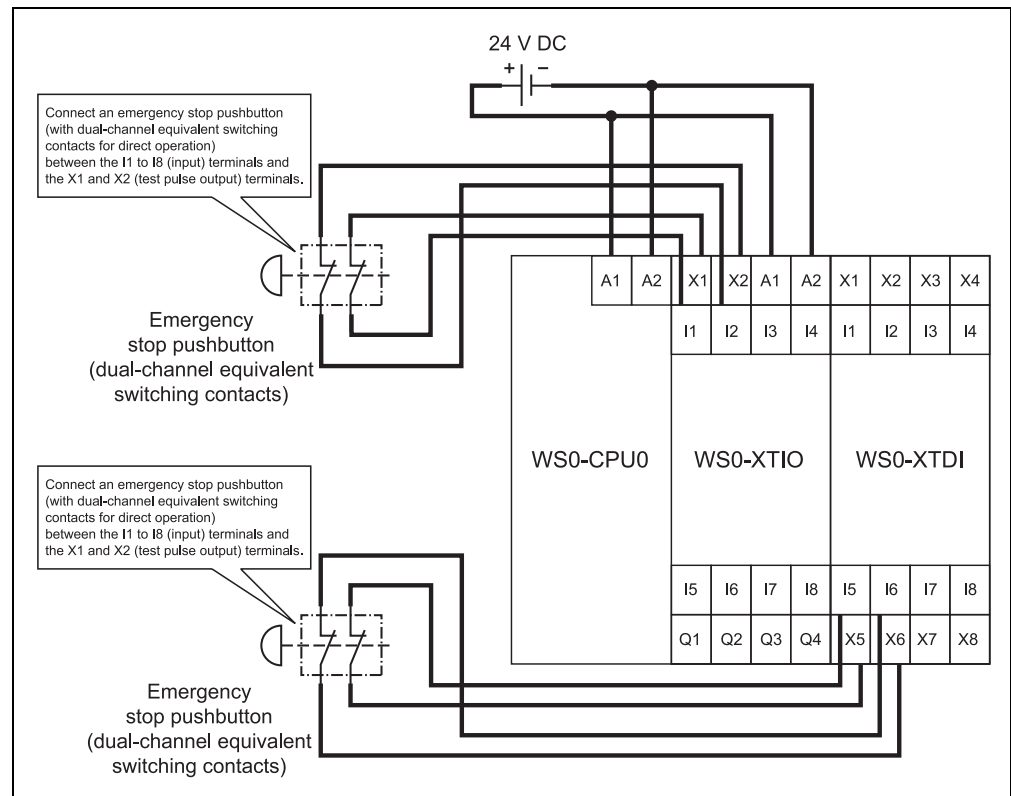 24 V DC
+ −
Connect an emergency stop pushbutton
(with dual-channel equivalent switching
contacts for direct operation)
between the I1 to I8 (input) terminals and
the X1 and X2 (test pulse output) terminals.
Emergency
stop pushbutton
(dual-channel equivalent
switching contacts)
A1 A2 X1 X2 A1 A2 X1 X2 X3 X4
I1 I2 I3 I4 I1 I2 I3 I4
WS0-CPU0 WS0-XTIO WS0-XTDI
Connect an emergency stop pushbutton
(with dual-channel equivalent switching
contacts for direct operation)
between the I1 to I8 (input) terminals and
the X1 and X2 (test pulse output) terminals.
I5 I6 I7 I8 I5 I6 I7 I8
Q1 Q2 Q3 Q4 X5 X6 X7 X8
Emergency
stop pushbutton
(dual-channel equivalent
switching contacts)